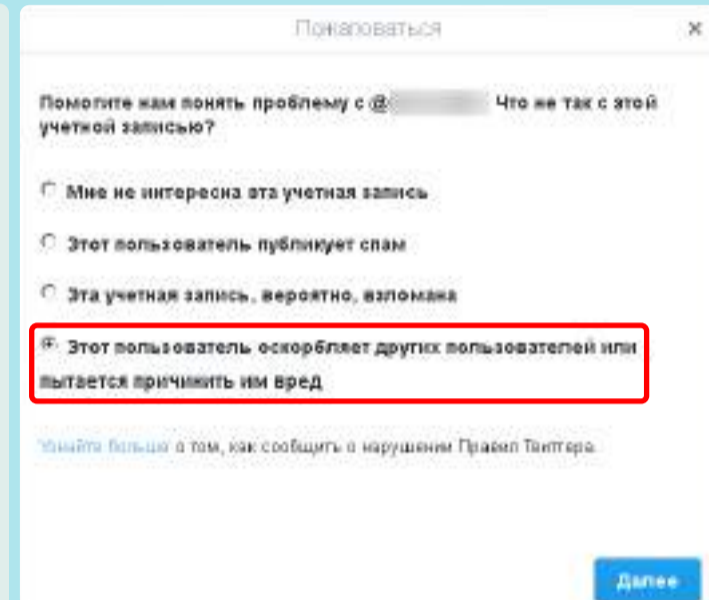 Пожаловаться
Помогите нам понять проблему с @ Что не так с этой
учетной записью?
Мне не интересна эта учетная запись
Этот пользователь публикует спам
Эта учетная запись, вероятно, взломана
Этот пользователь оскорбляет других пользователей или
пытается причинить им вред
Узнайте больше о том, как сообщить о нарушении Правил Твиттера.
Далее